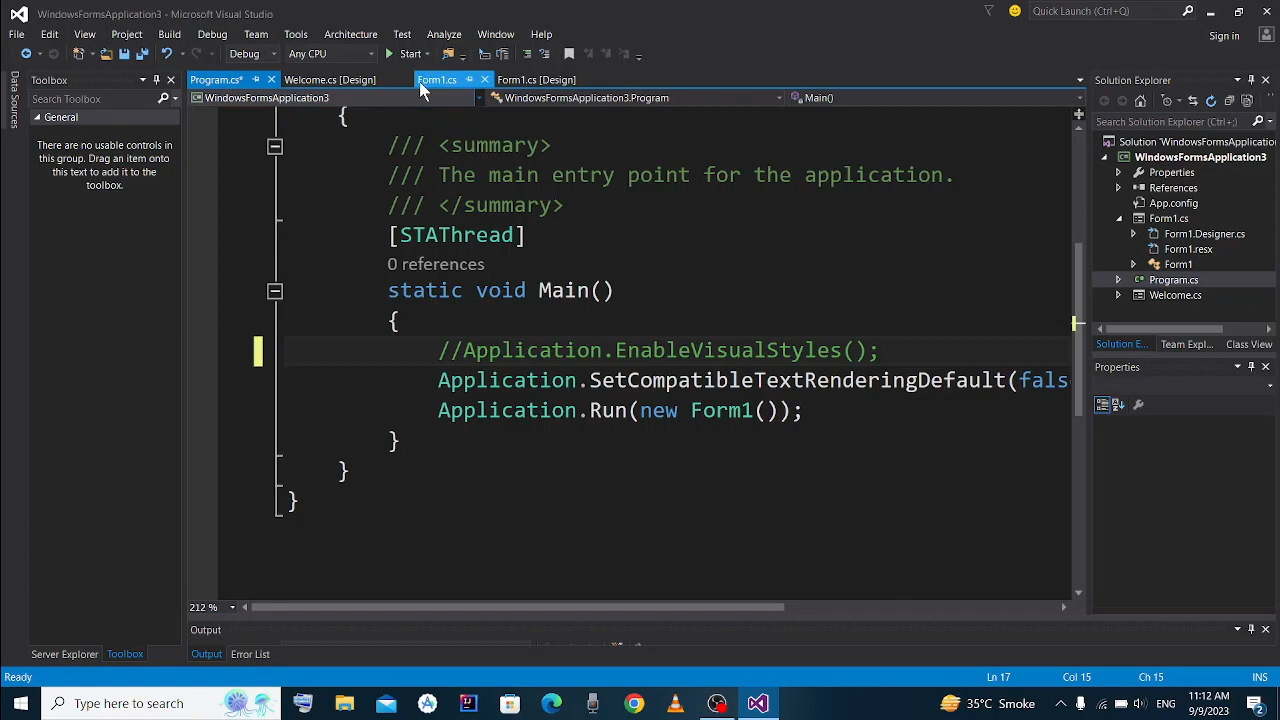 WindowsFormsApplication3 - Microsoft Visual Studio
Quick Launch (Ctrl+Q)
File Edit View Project Build Debug Team Tools Architecture Test Analyze Window Help
Sign in
Debug Any CPU Start
Data Sources
Toolbox
Search Toolbox
General
There are no usable controls in
this group. Drag an item onto
this text to add it to the
toolbox.
Program.cs* Welcome.cs [Design] Form1.cs Form1.cs [Design]
WindowsFormsApplication3 WindowsFormsApplication3.Program Main()
{
/// <summary>
/// The main entry point for the application.
/// </summary>
[STAThread]
0 references
static void Main()
{
//Application.EnableVisualStyles();
Application.SetCompatibleTextRenderingDefault(fals
Application.Run(new Form1());
}
}
}
212 %
Solution Explorer
Search Solution Explorer (Ctrl+;)
Solution 'WindowsFormsApp
WindowsFormsApplication3
Properties
References
App.config
Form1.cs
Form1.Designer.cs
Form1.resx
Form1
Program.cs
Welcome.cs
Solution E... Team Expl... Class View
Properties
Output
Server Explorer Toolbox
Output Error List
Ready Ln 17 Col 15 Ch 15 INS
Type here to search
35°C Smoke
ENG
11:12 AM
9/9/2023
2